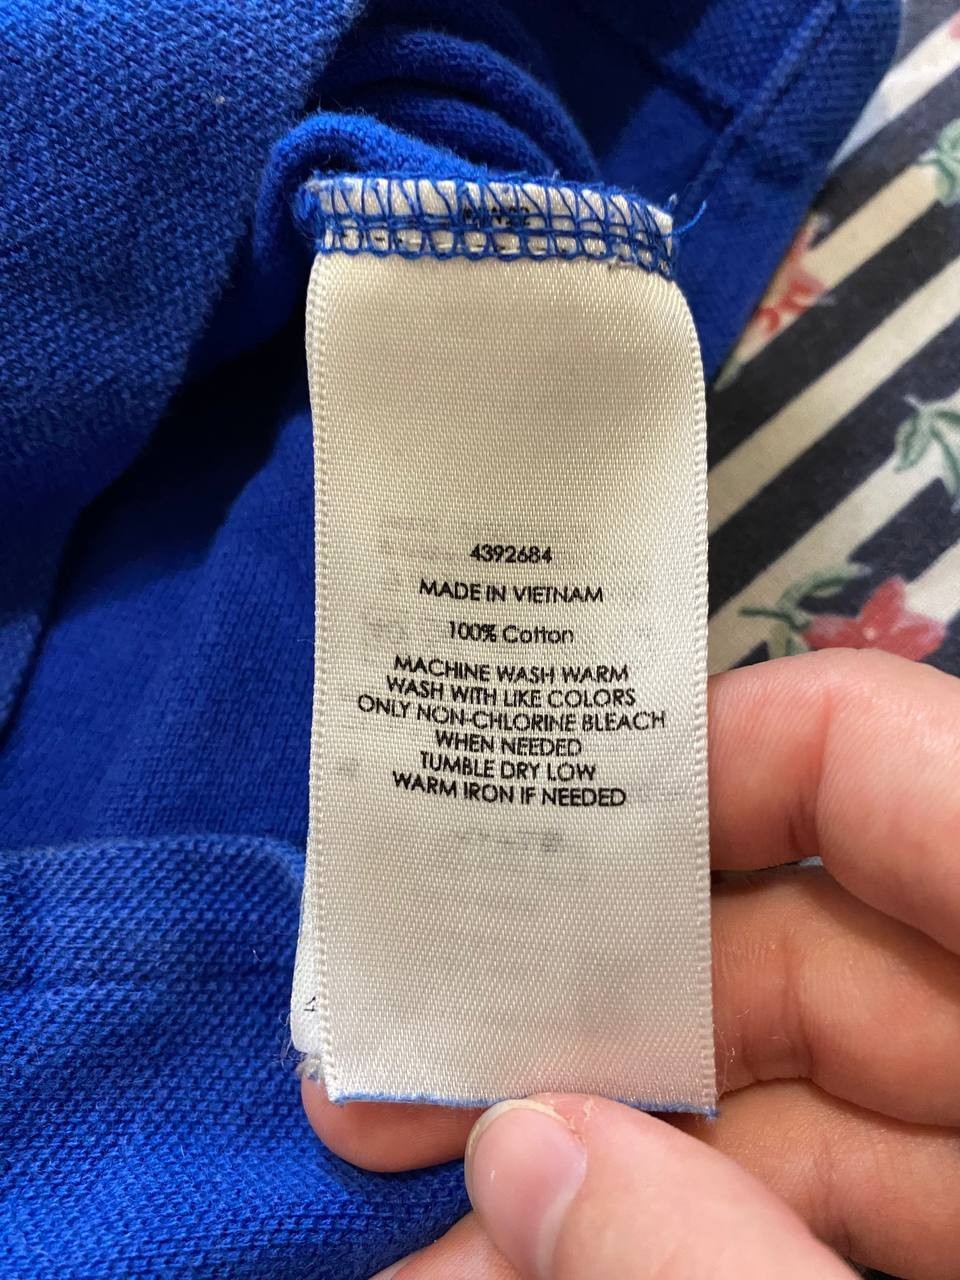 4392684
MADE IN VIETNAM
100% Cotton
MACHINE WASH WARM
WASH WITH LIKE COLORS
ONLY NON-CHLORINE BLEACH
WHEN NEEDED
TUMBLE DRY LOW
WARM IRON IF NEEDED
4